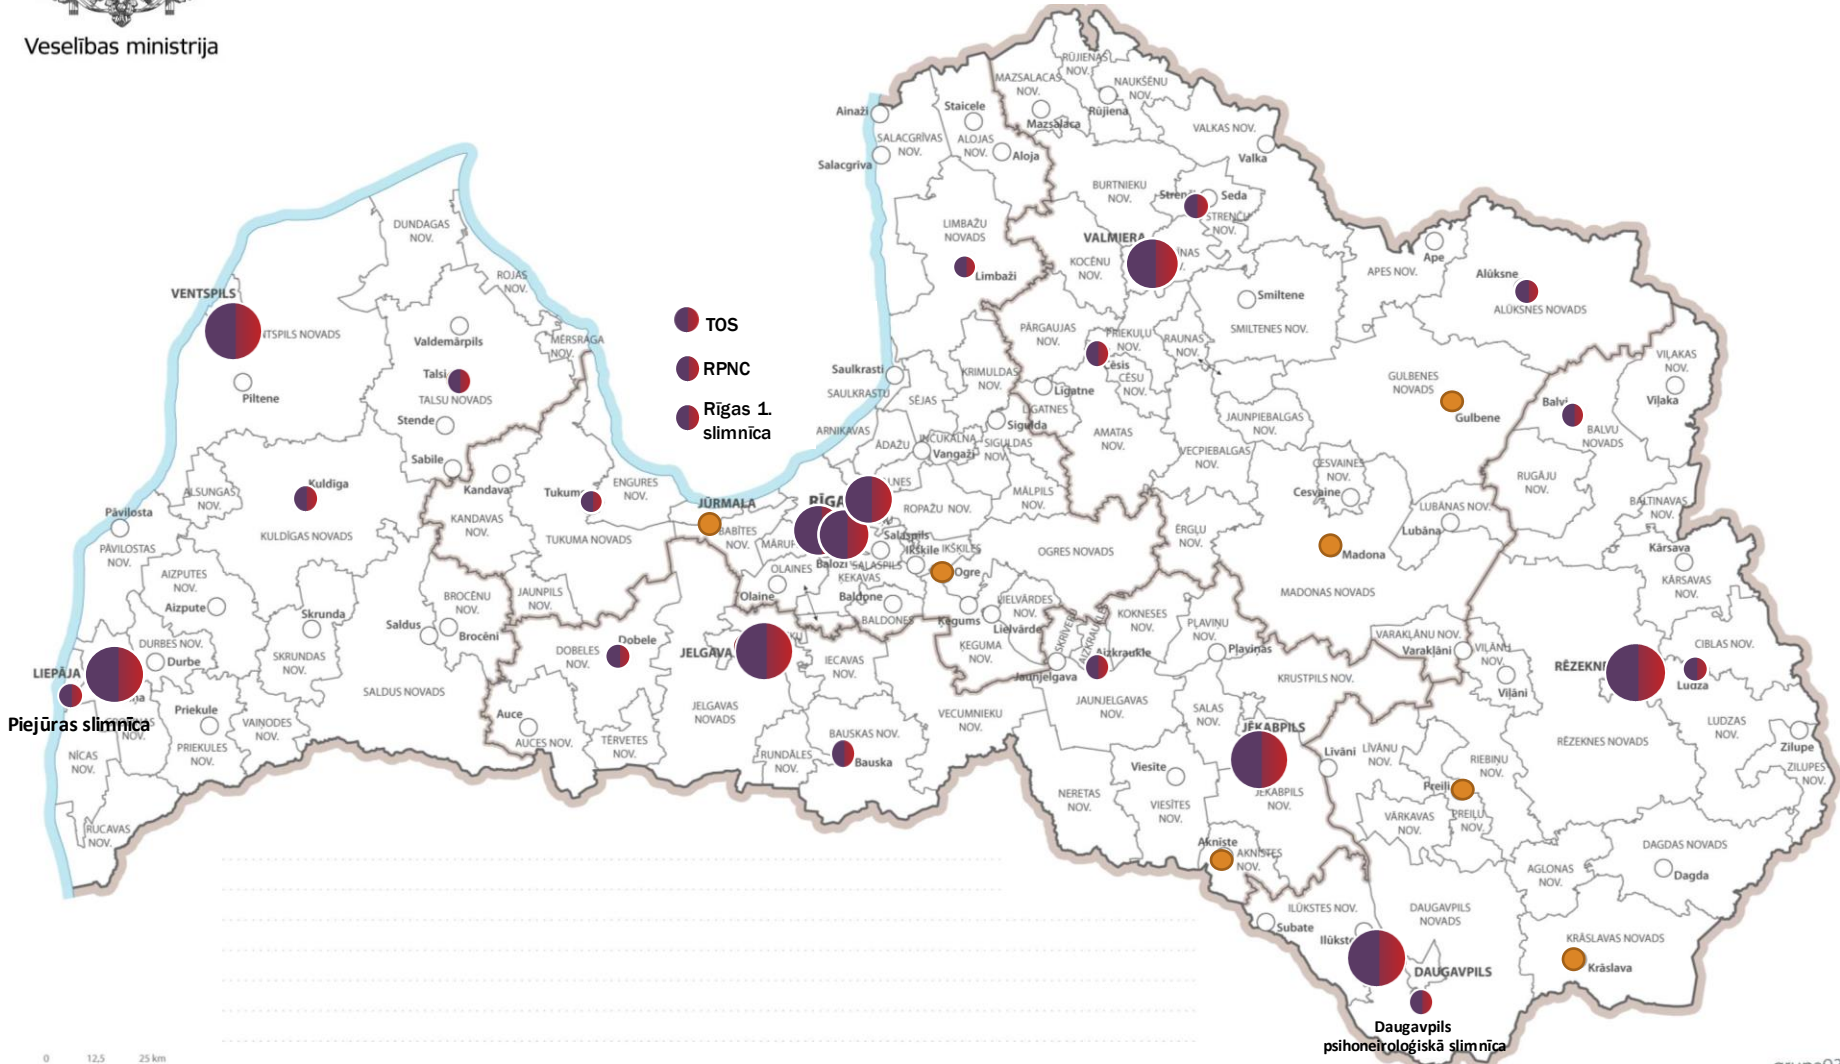 Veselības ministrija
RŪJIENAS
NOV.
MAZSALACAS
NOV.
NAUKŠĒNU
NOV.
Rūjiena
Mazsalaca
Ainaži
Staicele
SALACGRĪVAS
NOV.
ALOJAS
NOV.
Aloja
Salacgrīva
VALKAS NOV.
Valka
BURTNIEKU
NOV.
Seda
STRENČU
NOV.
DUNDAGAS
NOV.
LIMBAŽU
NOVADS
VALMIERA
KOCĒNU
NOV.
Limbaži
Ape
APES NOV.
Alūksne
ALŪKSNES NOVADS
ROJAS
NOV.
VENTSPILS
NTSPILS NOVADS
TOS
Smiltene
SMILTENES NOV.
Valdemārpils
MĒRSRAGA
NOV.
PĀRGAUJAS
NOV.
PRIEKUĻU
NOV.
RAUNAS
NOV.
RPNC
Saulkrasti
KRIMULDAS
NOV.
Cēsis
CĒSU
NOV.
Līgatne
VIĻAKAS
NOV.
Viļaka
Talsi
TALSU NOVADS
Piltene
GULBENES
NOVADS
Gulbene
Balvi
BALVU
NOVADS
Stende
Rīgas 1.
slimnīca
SĒJAS
LĪGATNES
NOV.
Sigulda
AMATAS
NOV.
JAUNPIEBALGAS
NOV.
ĀDAŽU
INČUKALNA
Vangaži
SIGULDAS
NOV.
VECPIEBALGAS
NOV.
Sabile
Kandava
Kuldīga
ALSUNGAS
NOV.
ENGURES
NOV.
JŪRMALA
RĪGA
ROPAŽU NOV.
MĀLPILS
NOV.
CESVAINES
NOV.
Cesvaine
RUGĀJU
NOV.
BALTINAVAS
NOV.
LUBĀNAS NOV.
Lubāna
Pāvilosta
PĀVILOSTAS
NOV.
KULDĪGAS NOVADS
KANDAVAS
NOV.
TUKUMA NOVADS
BABĪTES
NOV.
Salaspils
Ikšķile
IKŠĶILES
OGRES NOVADS
ĒRGĻU
NOV.
Madona
MADONAS NOVADS
Kārsava
KĀRSAVAS
NOV.
AIZPUTES
NOV.
Aizpute
Skrunda
SKRUNDAS
NOV.
Saldus
SALDUS NOVADS
BROCĒNU
NOV.
Brocēni
JAUNPILS
NOV.
OLAINES
Olaine
Baloži
SALASPILS
ĶEKAVAS
Baldone
BALDONES
Ogre
Ķegums
ĶEGUMA
NOV.
LIELVĀRDES
NOV.
Lielvārde
SKRĪVERU
Aizkraukle
KOKNESES
NOV.
PĻAVIŅU
NOV.
Pļaviņas
VARAKĻĀNU NOV.
Varakļāni
VIĻĀNU
NOV.
Viļāni
CIBLAS NOV.
Ludza
LUDZAS
NOV.
DURBES NOV.
Durbe
LIEPĀJA
Piejūras slimnīca
NĪCAS
NOV.
Priekule
PRIEKULES
NOV.
VAIŅODES
NOV.
RUCAVAS
NOV.
DOBELES
NOV.
Dobele
JELGAVA
JELGAVAS
NOVADS
IECAVAS
NOV.
Auce
AUCES NOV.
TĒRVETES
NOV.
RUNDĀLES
NOV.
BAUSKAS NOV.
Bauska
VECUMNIEKU
NOV.
Jaunjelgava
JAUNJELGAVAS
NOV.
SALAS
NOV.
KRUSTPILS NOV.
JĒKABPILS
JĒKABPILS
NOV.
Viesīte
VIESĪTES
NOV.
NERETAS
NOV.
Līvāni
LĪVĀNU
NOV.
RIEBIŅU
NOV.
Preiļi
PREIĻU
NOV.
VĀRKAVAS
NOV.
RĒZEKNES NOVADS
Zilupe
ZILUPES
NOV.
Aknīste
AKNĪSTES
NOV.
AGLONAS
NOV.
DAGDAS NOVADS
Dagda
ILŪKSTES NOV.
Subate
DAUGAVPILS
NOVADS
DAUGAVPILS
KRĀSLAVAS NOVADS
Krāslava
Daugavpils
psihoneiroloģiskā slimnīca
0 12,5 25 km